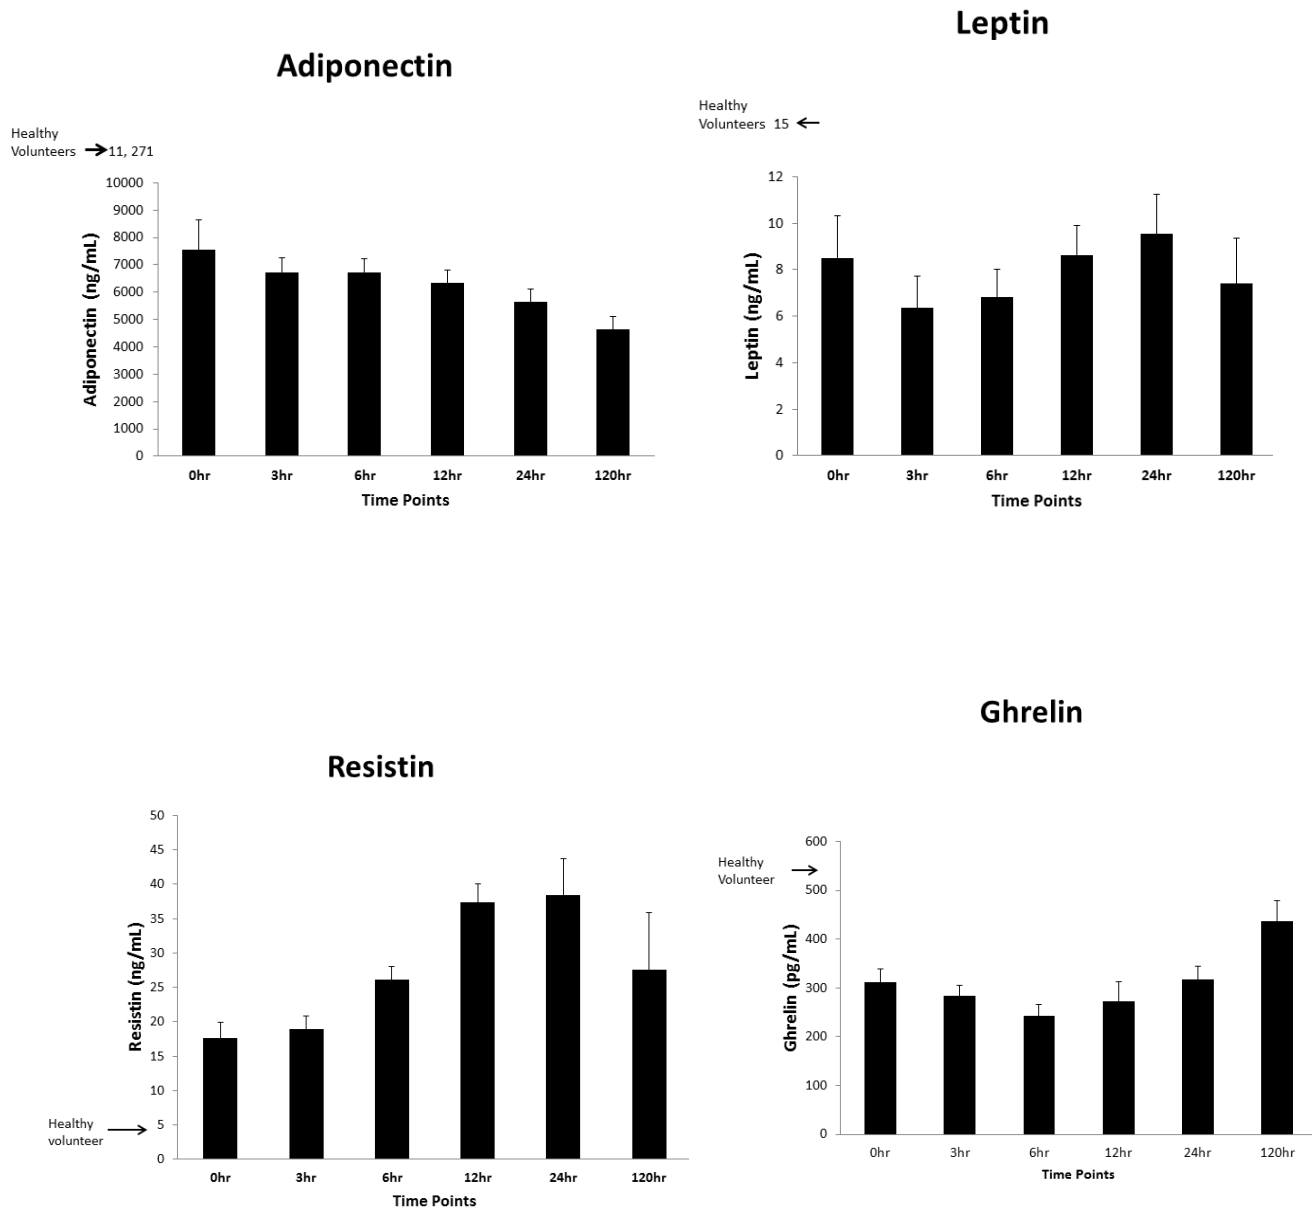 Leptin
Adiponectin
Healthy
Volunteers 15
Healthy
Volunteers 11, 271
Adiponectin (ng/mL)
10000
9000
8000
7000
6000
5000
4000
3000
2000
1000
0
0hr 3hr 6hr 12hr 24hr 120hr
Time Points
Leptin (ng/mL)
12
10
8
6
4
2
0
0hr 3hr 6hr 12hr 24hr 120hr
Time Points
Resistin
Resistin (ng/mL)
50
45
40
35
30
25
20
15
10
5
0
Healthy
volunteer
0hr 3hr 6hr 12hr 24hr 120hr
Time Points
Ghrelin
Healthy
Volunteer
Ghrelin (pg/mL)
600
500
400
300
200
100
0
0hr 3hr 6hr 12hr 24hr 120hr
Time Points